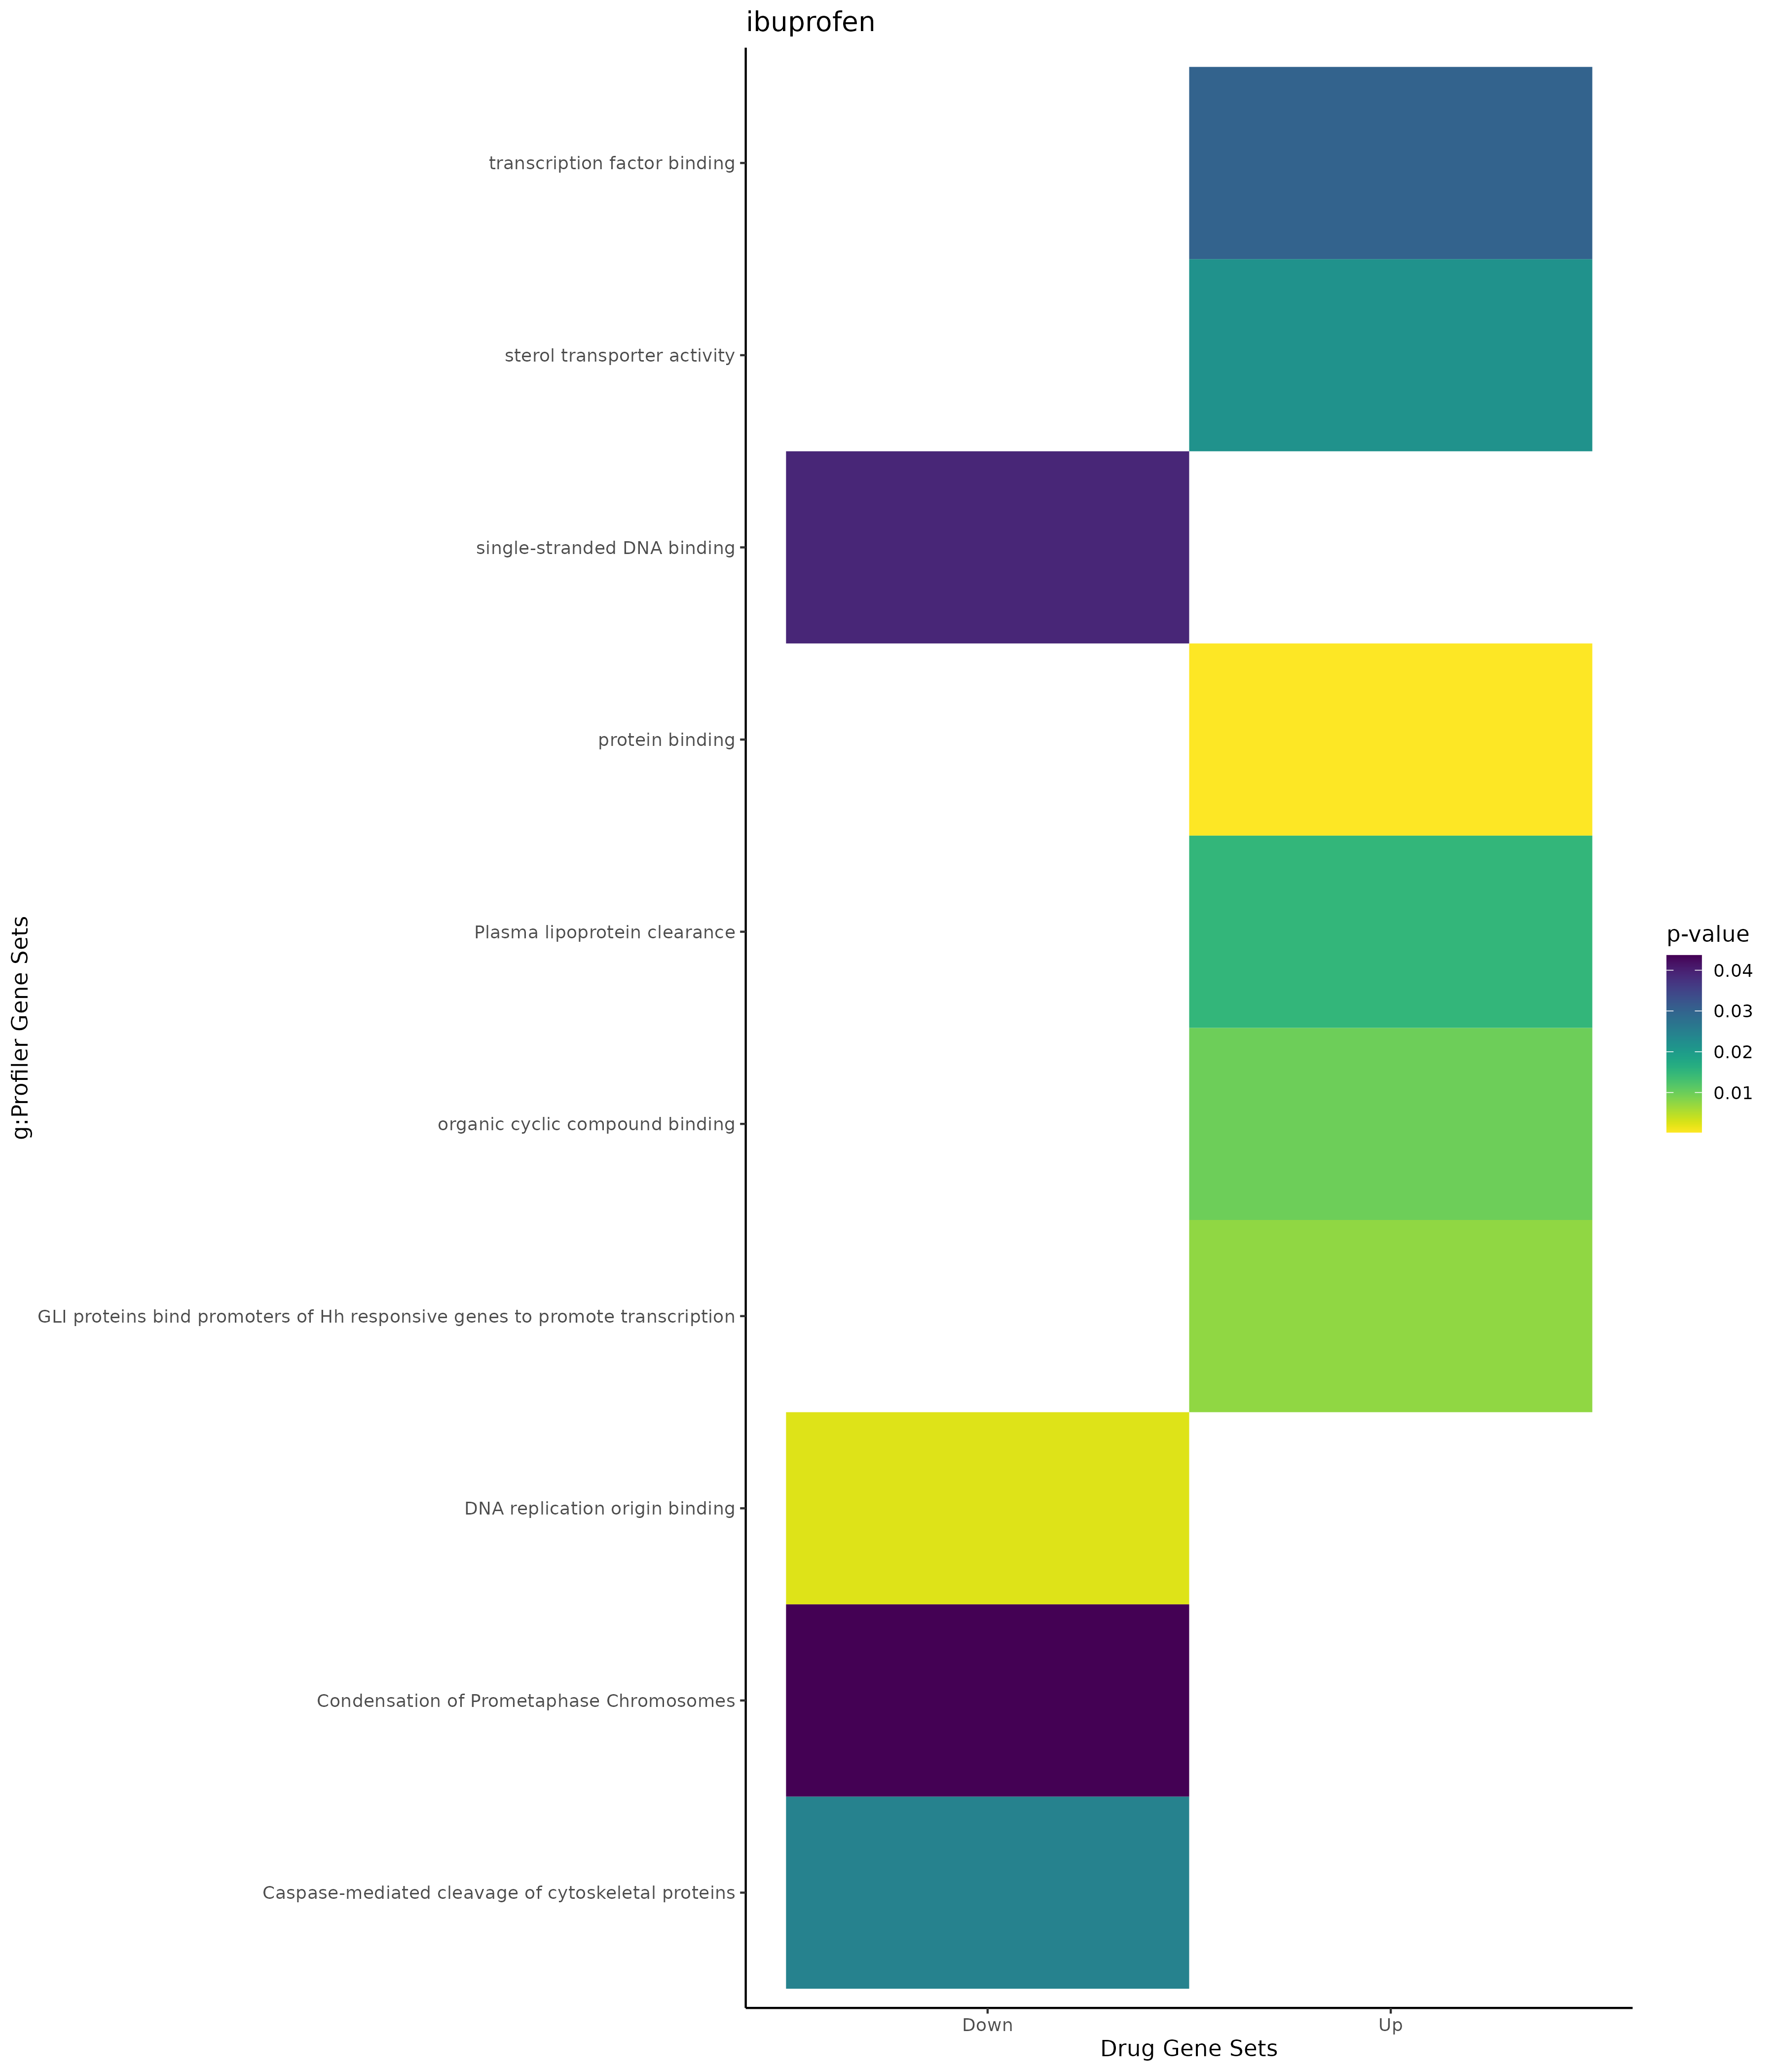 ibuprofen
transcription factor binding
sterol transporter activity
single-stranded DNA binding
protein binding
Plasma lipoprotein clearance
organic cyclic compound binding
GLI proteins bind promoters of Hh responsive genes to promote transcription
DNA replication origin binding
Condensation of Prometaphase Chromosomes
Caspase-mediated cleavage of cytoskeletal proteins
g:Profiler Gene Sets
Down
Up
Drug Gene Sets
p-value
0.04
0.03
0.02
0.01